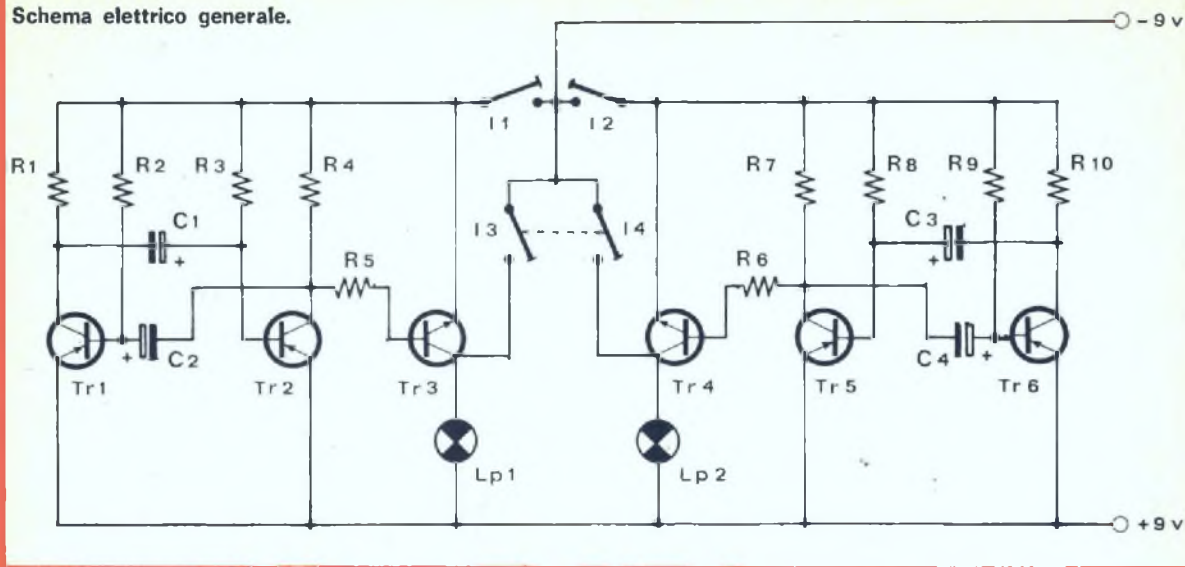 Schema elettrico generale.
- 9 v
I1 I2
R1 R2 R3 R4 R7 R8 R9 R10
C1 + I3 I4 C3 +
R5 R6
+ C2 C4 +
Tr1 Tr2 Tr3 Tr4 Tr5 Tr6
Lp1 Lp2
+9 v